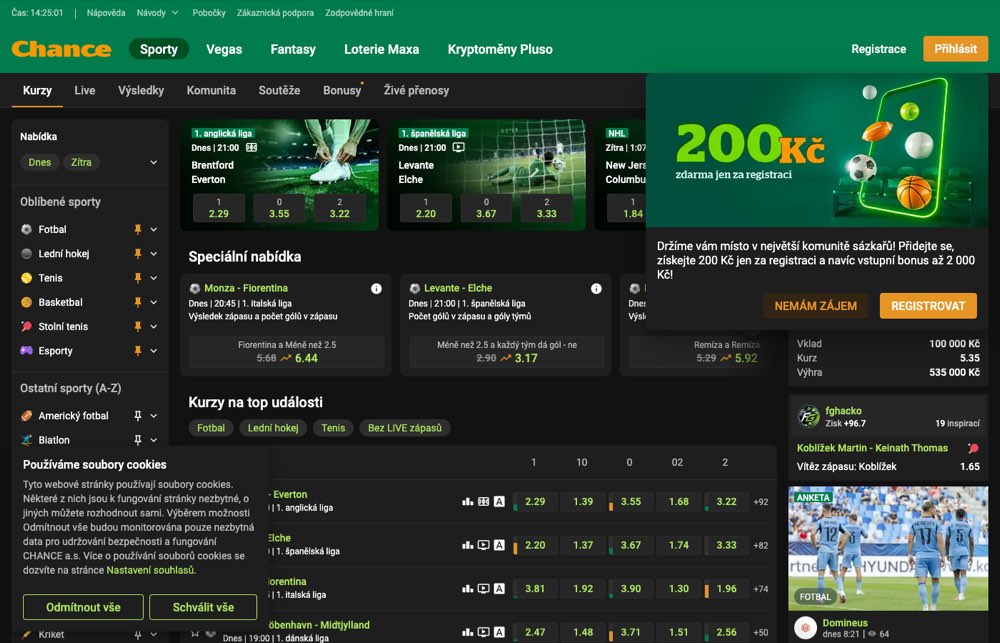 Čas: 14:25:01 | Nápověda Návody Pobočky Zákaznická podpora Zodpovědné hraní
Chance Sporty Vegas Fantasy Loterie Maxa Kryptoměny Pluso Registrace Přihlásit
Kurzy Live Výsledky Komunita Soutěže Bonusy Živé přenosy
Nabídka
Dnes Zítra
Oblíbené sporty
Fotbal
Lední hokej
Tenis
Basketbal
Stolní tenis
Esporty
Ostatní sporty (A-Z)
Americký fotbal
Biatlon
Kriket
1. anglická liga
Dnes | 21:00
Brentford
Everton
1 0 2
2.29 3.55 3.22
1. španělská liga
Dnes | 21:00
Levante
Elche
1 0 2
2.20 3.67 3.33
NHL
Zítra | 1:07
New Jers
Columbu
1
1.84
200Kč
zdarma jen za registraci
Držíme vám místo v největší komunitě sázkařů! Přidejte se,
získejte 200 Kč jen za registraci a navíc vstupní bonus až 2 000
Kč!
NEMÁM ZÁJEM REGISTROVAT
Speciální nabídka
Monza - Fiorentina
Dnes | 20:45 | 1. italská liga
Výsledek zápasu a počet gólů v zápasu
Fiorentina a Méně než 2.5
5.68 6.44
Levante - Elche
Dnes | 21:00 | 1. španělská liga
Počet gólů v zápasu a góly týmů
Méně než 2.5 a každý tým dá gól - ne
2.90 3.17
Dnes
Výsle
Remíza a Remíza
5.29 5.92
Kurzy na top události
Fotbal Lední hokej Tenis Bez LIVE zápasů
1 10 0 02 2
- Everton
0 | 1. anglická liga
A 2.29 1.39 3.55 1.68 3.22 +92
Elche
| 1. španělská liga
A 2.20 1.37 3.67 1.74 3.33 +82
iorentina
| 1. italská liga
A 3.81 1.92 3.90 1.30 1.96 +74
öbenhavn - Midtjylland
Dnes | 19:00 | 1. dánská liga
A 2.47 1.48 3.71 1.51 2.56 +50
Vklad 100 000 Kč
Kurz 5.35
Výhra 535 000 Kč
fghacko
Zisk +96.7 19 inspirací
Koblížek Martin - Keinath Thomas
Vítěz zápasu: Koblížek 1.65
ANKETA
FOTBAL
Domineus
dnes 8:21 | 64
Používáme soubory cookies
Tyto webové stránky používají soubory cookies.
Některé z nich jsou k fungování stránky nezbytné, o
jiných můžete rozhodnout sami. Výběrem možnosti
Odmítnout vše budou monitorována pouze nezbytná
data pro udržování bezpečnosti a fungování
CHANCE a.s. Více o používání souborů cookies se
dozvíte na stránce Nastavení souhlasů.
Odmítnout vše Schválit vše